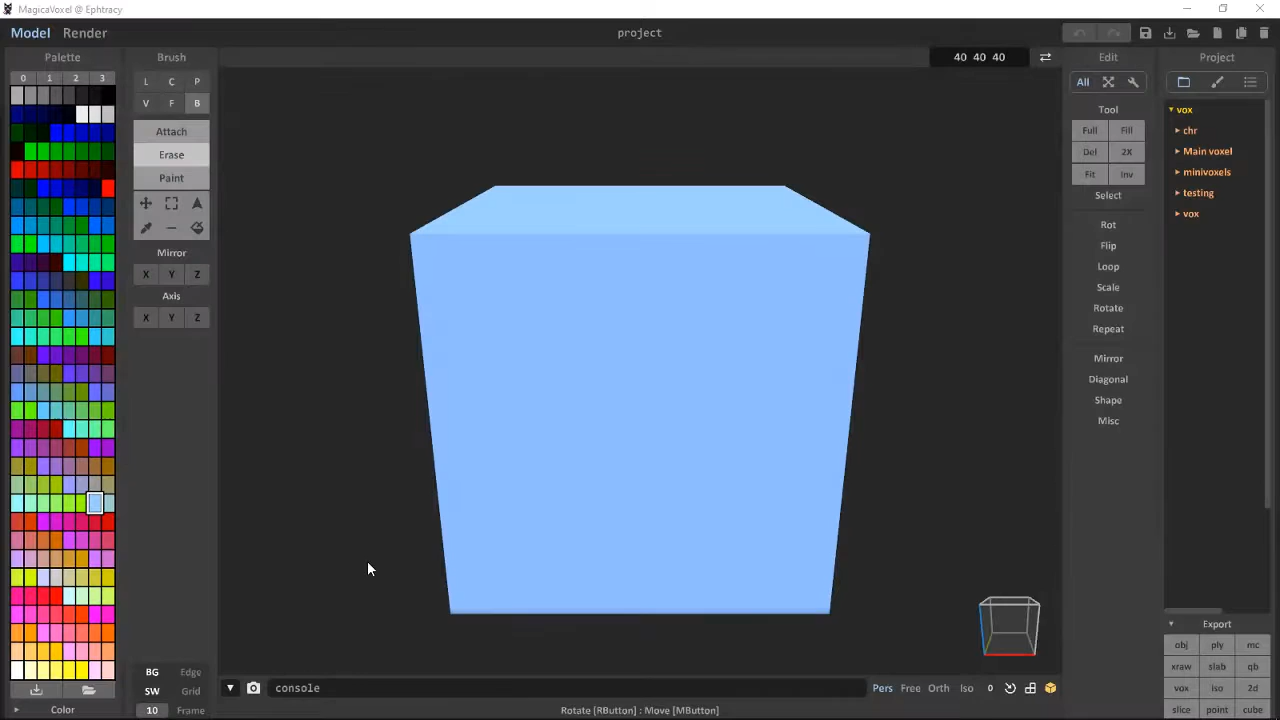 MagicaVoxel @ Ephtracy
Model Render
project
Palette
0 1 2 3
Color
Brush
L C P
V F B
Attach
Erase
Paint
Mirror
X Y Z
Axis
X Y Z
BG Edge
SW Grid
10 Frame
40 40 40
console
Pers Free Orth Iso 0
Rotate [RButton] : Move [MButton]
Edit
All
Tool
Full Fill
Del 2X
Fit Inv
Select
Rot
Flip
Loop
Scale
Rotate
Repeat
Mirror
Diagonal
Shape
Misc
Project
vox
chr
Main voxel
minivoxels
testing
vox
Export
obj ply mc
xraw slab qb
vox iso 2d
slice point cube